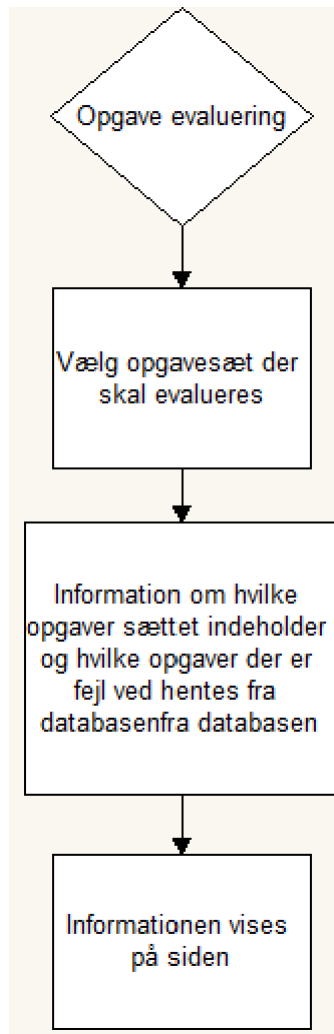 Opgave evaluering
Vælg opgavesæt der
skal evalueres
Information om hvilke
opgaver sættet indeholder
og hvilke opgaver der er
fejl ved hentes fra
databasenfra databasen
Informationen vises
på siden